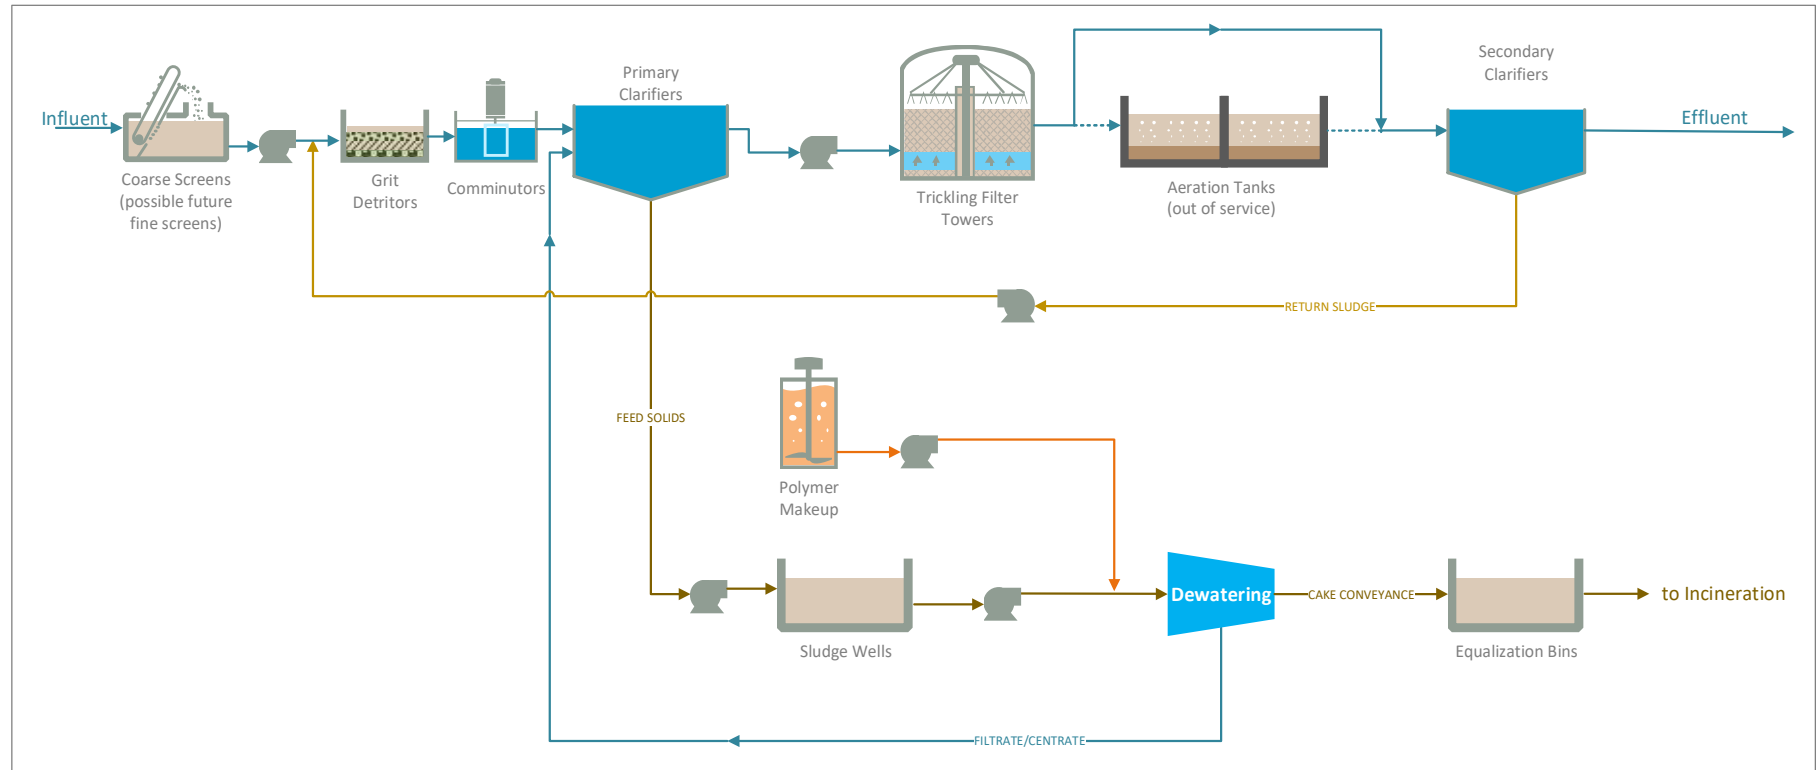 Influent
Coarse Screens
(possible future
fine screens)
Grit
Detritors
Comminutors
Primary
Clarifiers
Trickling Filter
Towers
Aeration Tanks
(out of service)
Secondary
Clarifiers
Effluent
RETURN SLUDGE
FEED SOLIDS
Polymer
Makeup
Sludge Wells
Dewatering
CAKE CONVEYANCE
Equalization Bins
to Incineration
FILTRATE/CENTRATE